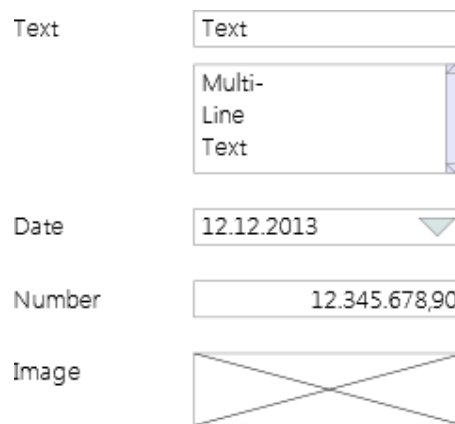 Text Text
Multi-
Line
Text
Date 12.12.2013
Number 12.345.678,90
Image